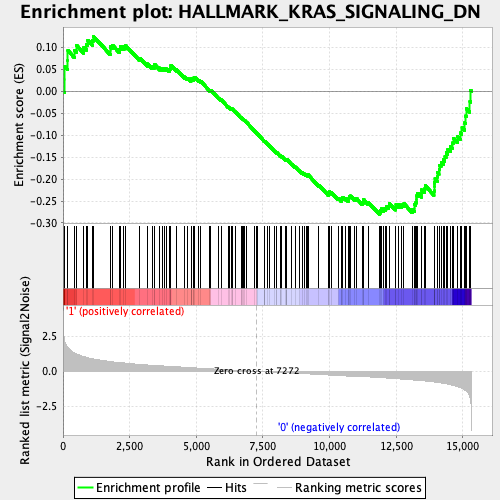 Enrichment plot: HALLMARK_KRAS_SIGNALING_DN
Enrichment score (ES)
0.10
0.05
0.00
-0.05
-0.10
-0.15
-0.20
-0.25
-0.30
'1' (positively correlated)
Ranked list metric (Signal2Noise)
2.5
0.0
-2.5
Zero cross at 7272
'0' (negatively correlated)
0 2,500 5,000 7,500 10,000 12,500 15,000
Rank in Ordered Dataset
Enrichment profile Hits Ranking metric scores